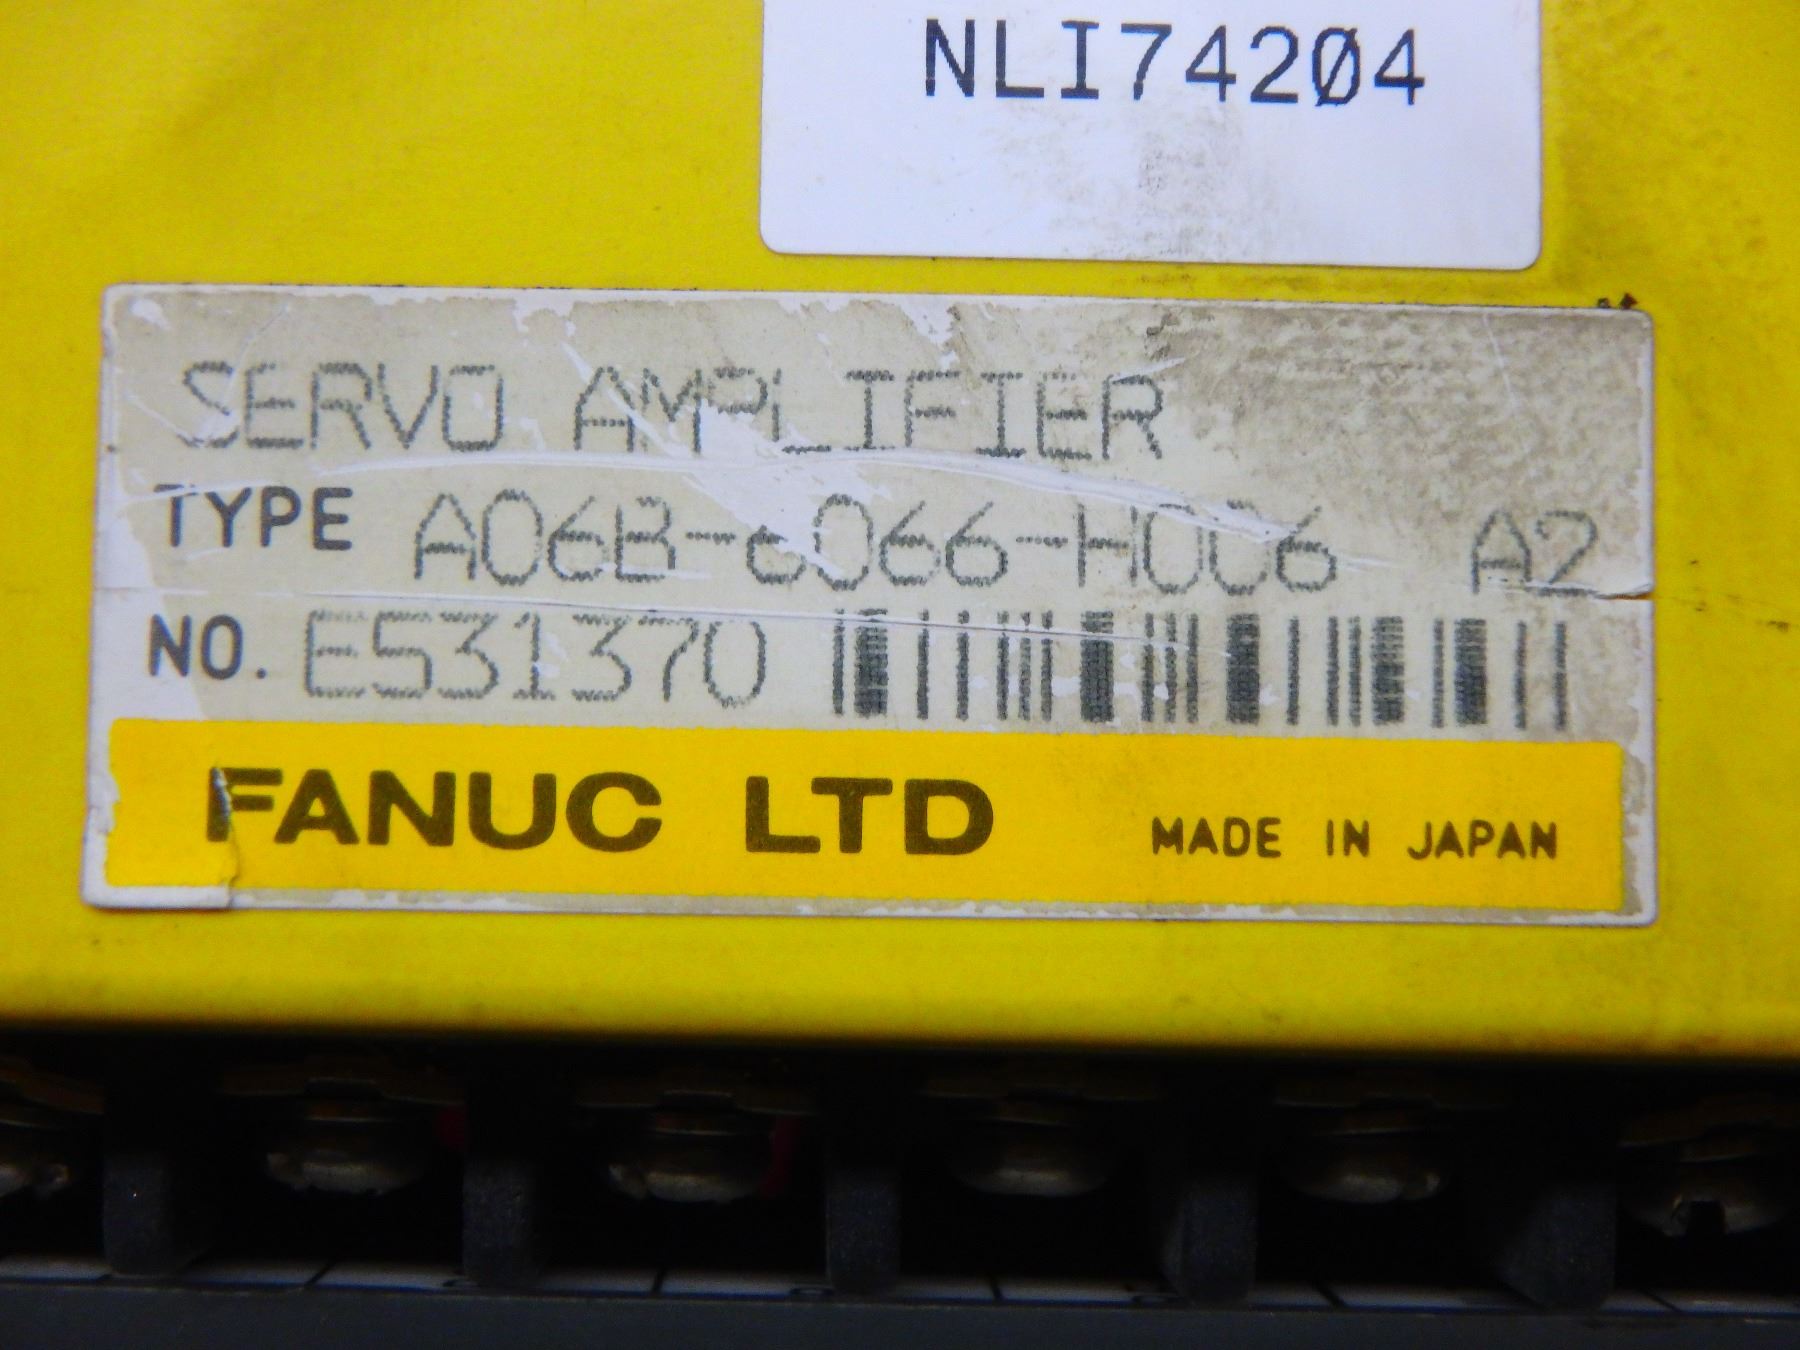 NLI74204
SERVO AMPLIFIER
TYPE A06B-6066-H006 A2
NO. E531370
FANUC LTD MADE IN JAPAN